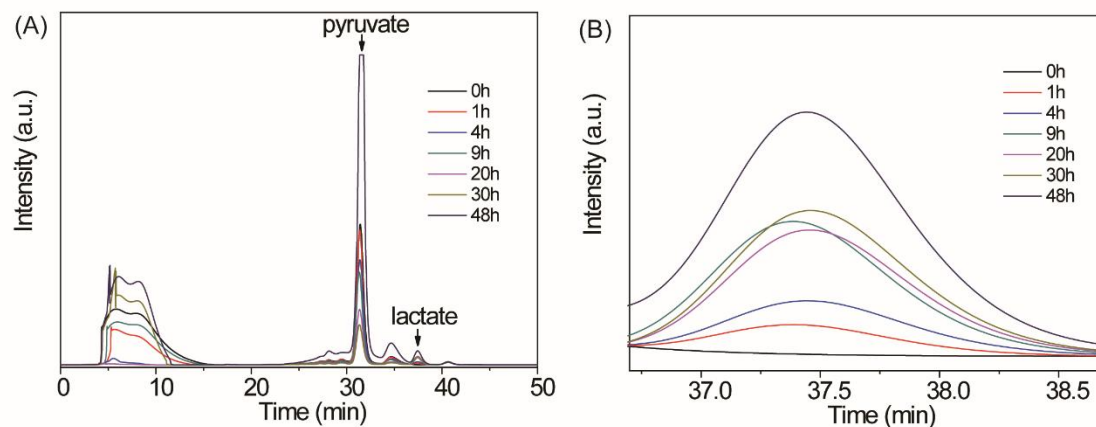 (A)
pyruvate
0h
1h
4h
9h
20h
30h
48h
lactate
Intensity (a.u.)
0 10 20 30 40 50
Time (min)
(B)
0h
1h
4h
9h
20h
30h
48h
Intensity (a.u.)
37.0 37.5 38.0 38.5
Time (min)